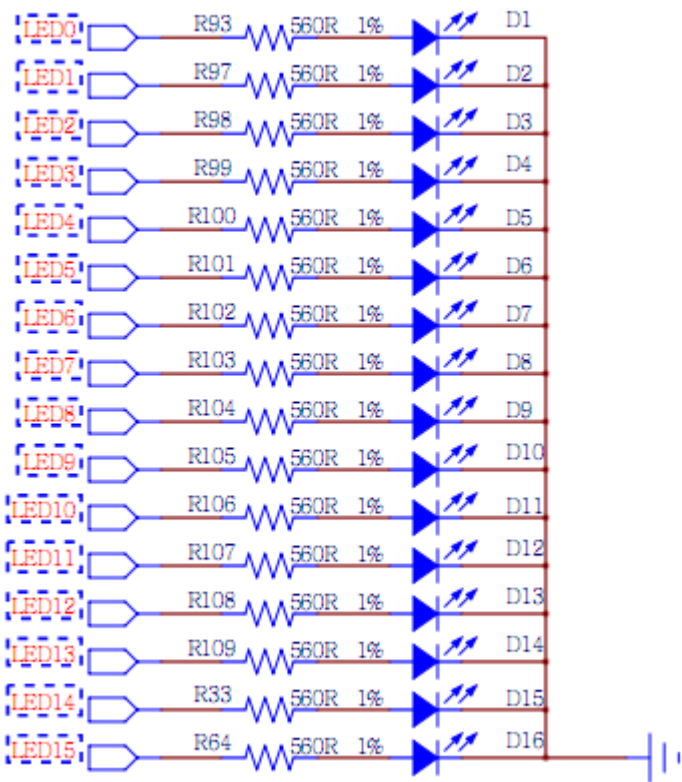 LED0 R93 560R 1% D1
LED1 R97 560R 1% D2
LED2 R98 560R 1% D3
LED3 R99 560R 1% D4
LED4 R100 560R 1% D5
LED5 R101 560R 1% D6
LED6 R102 560R 1% D7
LED7 R103 560R 1% D8
LED8 R104 560R 1% D9
LED9 R105 560R 1% D10
LED10 R106 560R 1% D11
LED11 R107 560R 1% D12
LED12 R108 560R 1% D13
LED13 R109 560R 1% D14
LED14 R33 560R 1% D15
LED15 R64 560R 1% D16